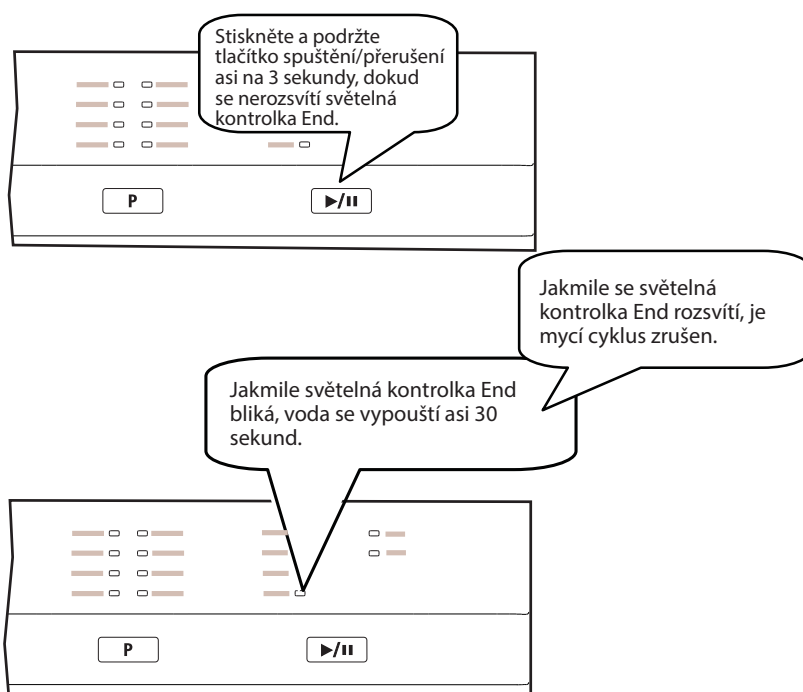 Stiskněte a podržte
tlačítko spuštění/přerušení
asi na 3 sekundy, dokud
se nerozsvítí světelná
kontrolka End.
P
▶/II
Jakmile se světelná
kontrolka End rozsvítí, je
mycí cyklus zrušen.
Jakmile světelná kontrolka End
bliká, voda se vypouští asi 30
sekund.
P
▶/II